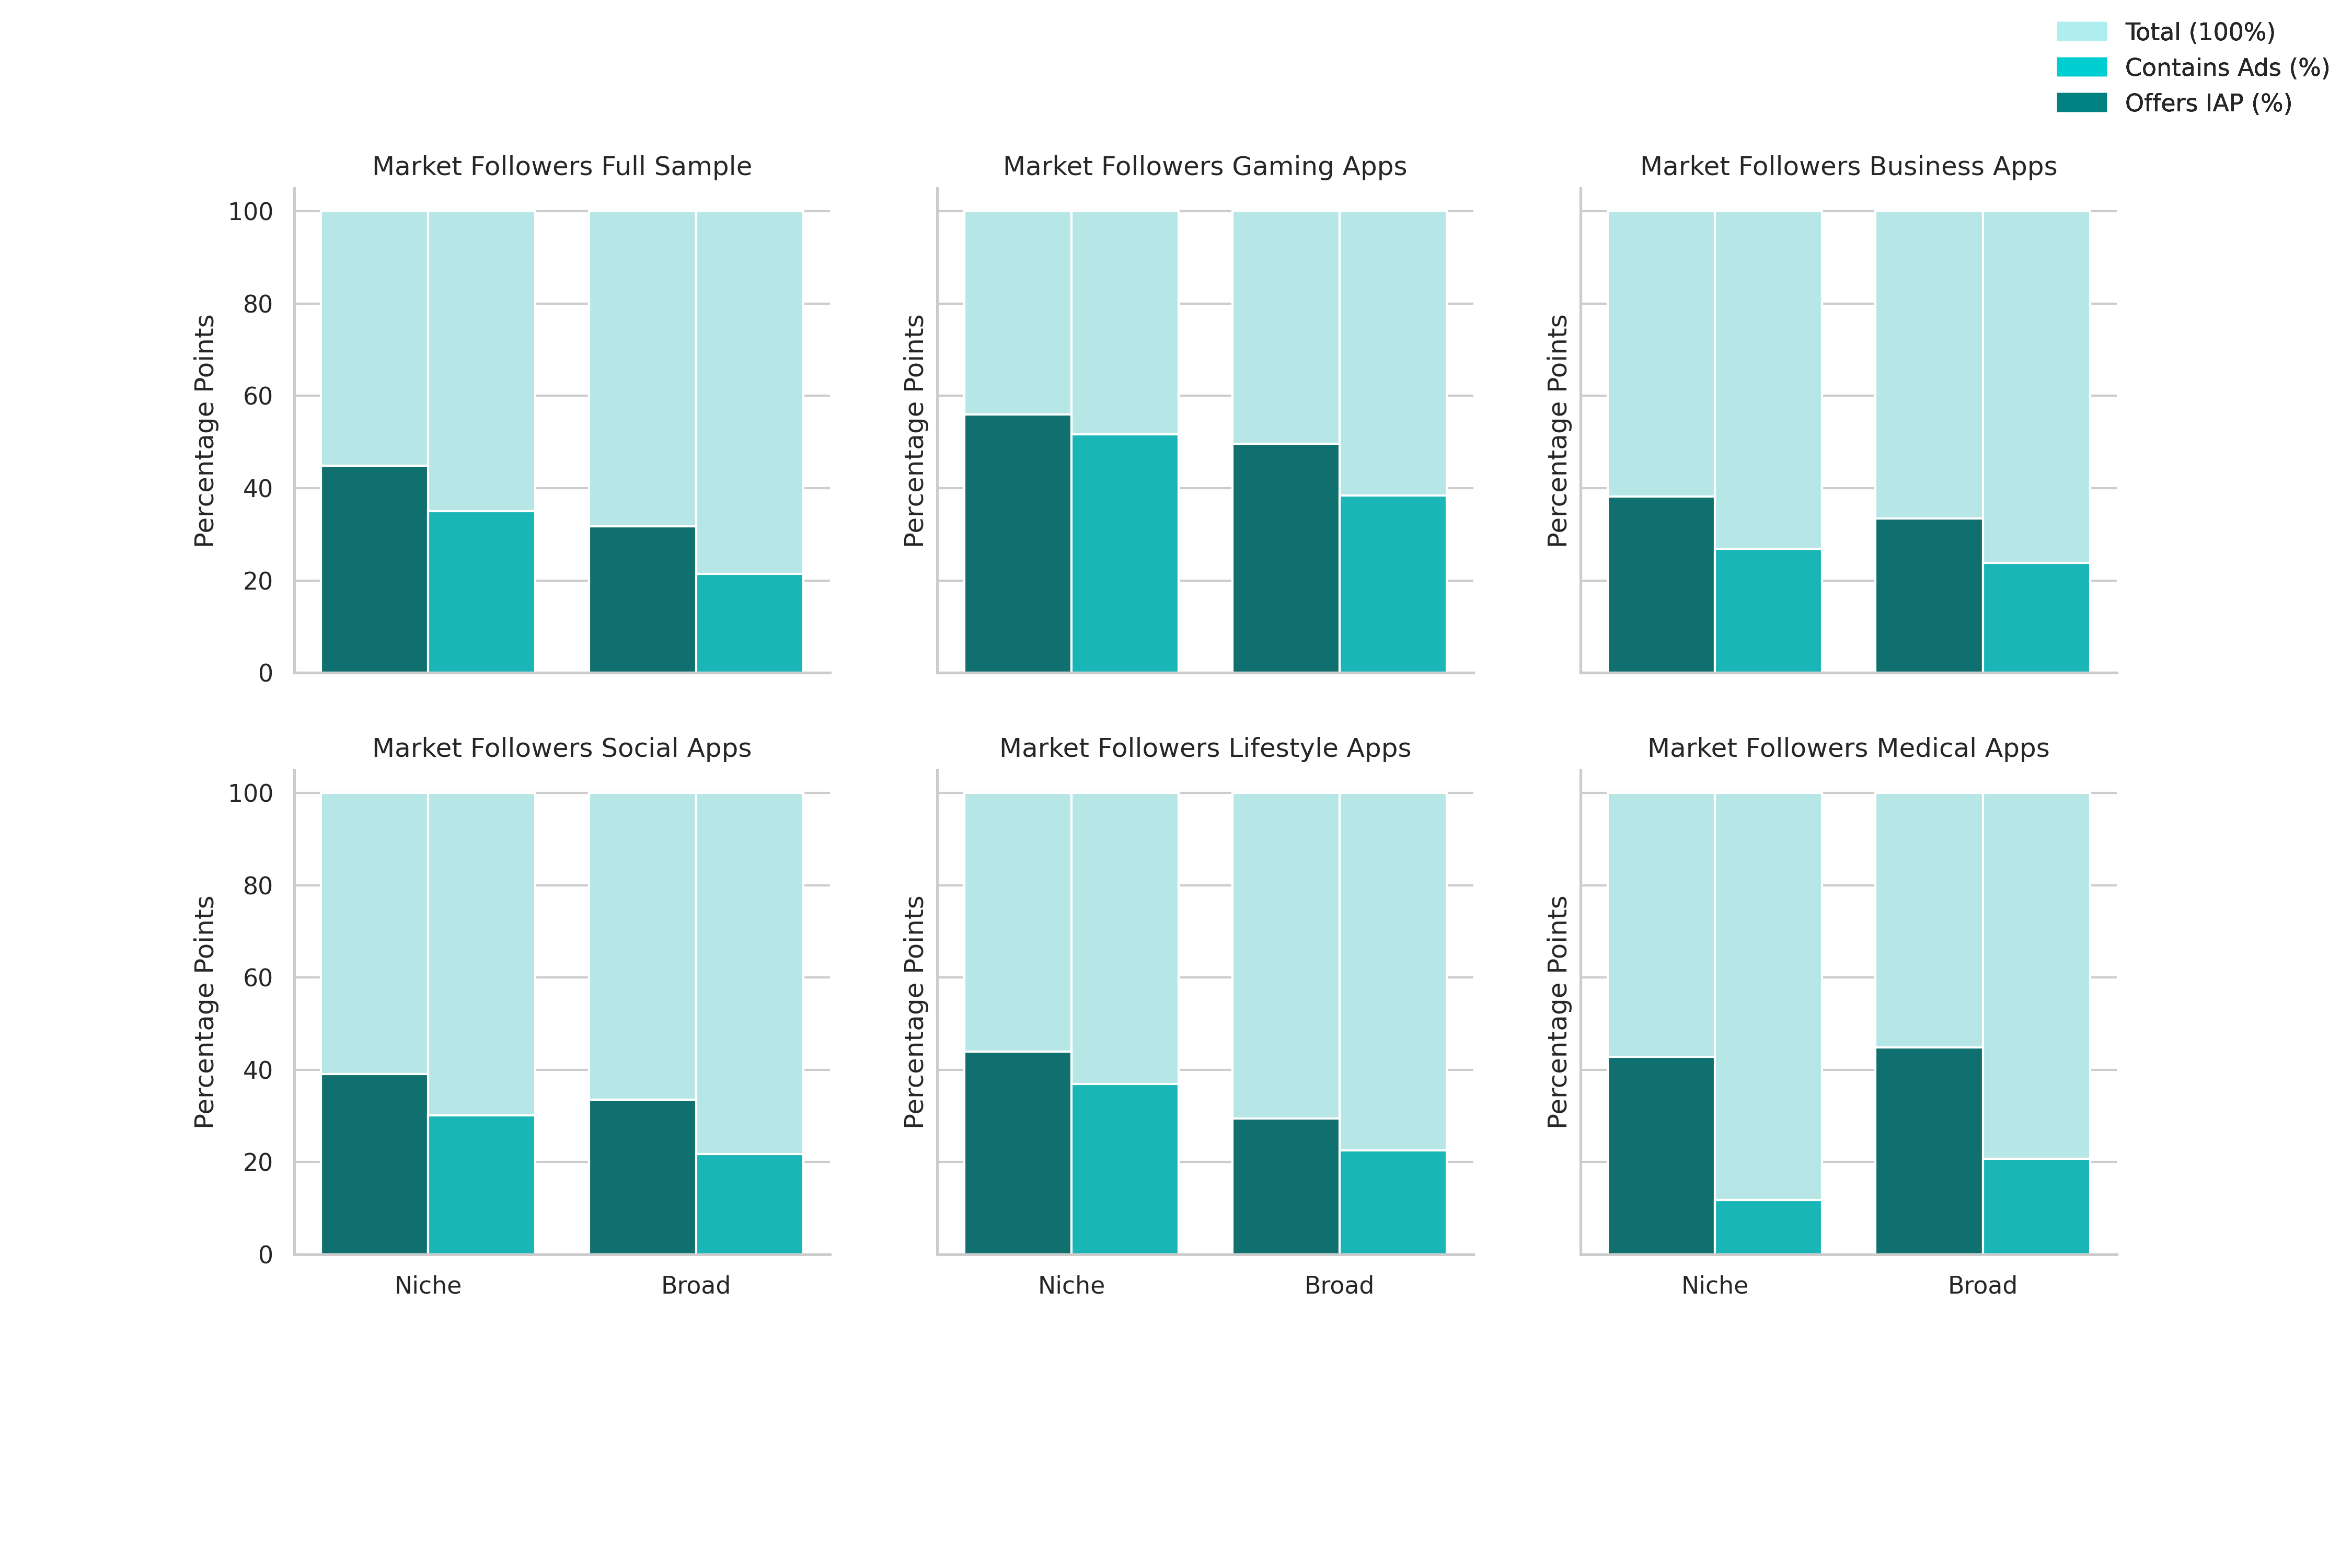 Total (100%)
Contains Ads (%)
Offers IAP (%)
Market Followers Full Sample
Market Followers Gaming Apps
Market Followers Business Apps
Percentage Points
100
80
60
40
20
0
Percentage Points
Percentage Points
Market Followers Social Apps
Market Followers Lifestyle Apps
Market Followers Medical Apps
Percentage Points
100
80
60
40
20
0
Percentage Points
Percentage Points
Niche
Broad
Niche
Broad
Niche
Broad